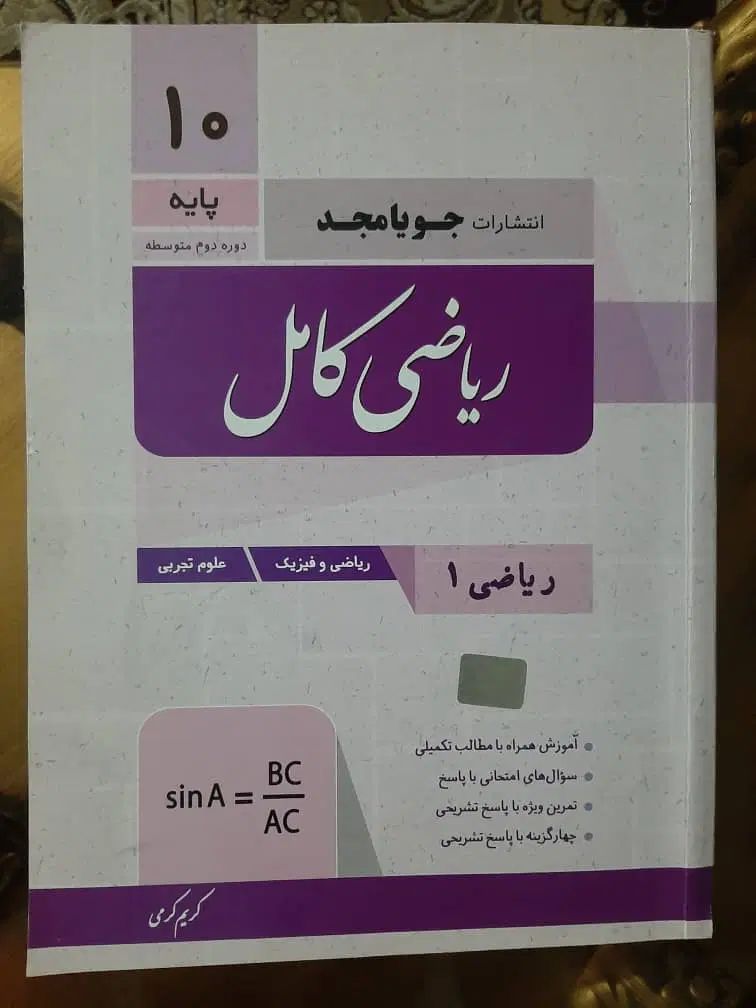 ۱۰
پایه
دوره دوم متوسطه
انتشارات جویامجد
ریاضی کامل
ریاضی ۱
ریاضی و فیزیک
علوم تجربی
آموزش همراه با مطالب تکمیلی
سؤال‌های امتحانی با پاسخ
تمرین ویژه با پاسخ تشریحی
چهارگزینه با پاسخ تشریحی
sin A = BC/AC
کریم کرمی